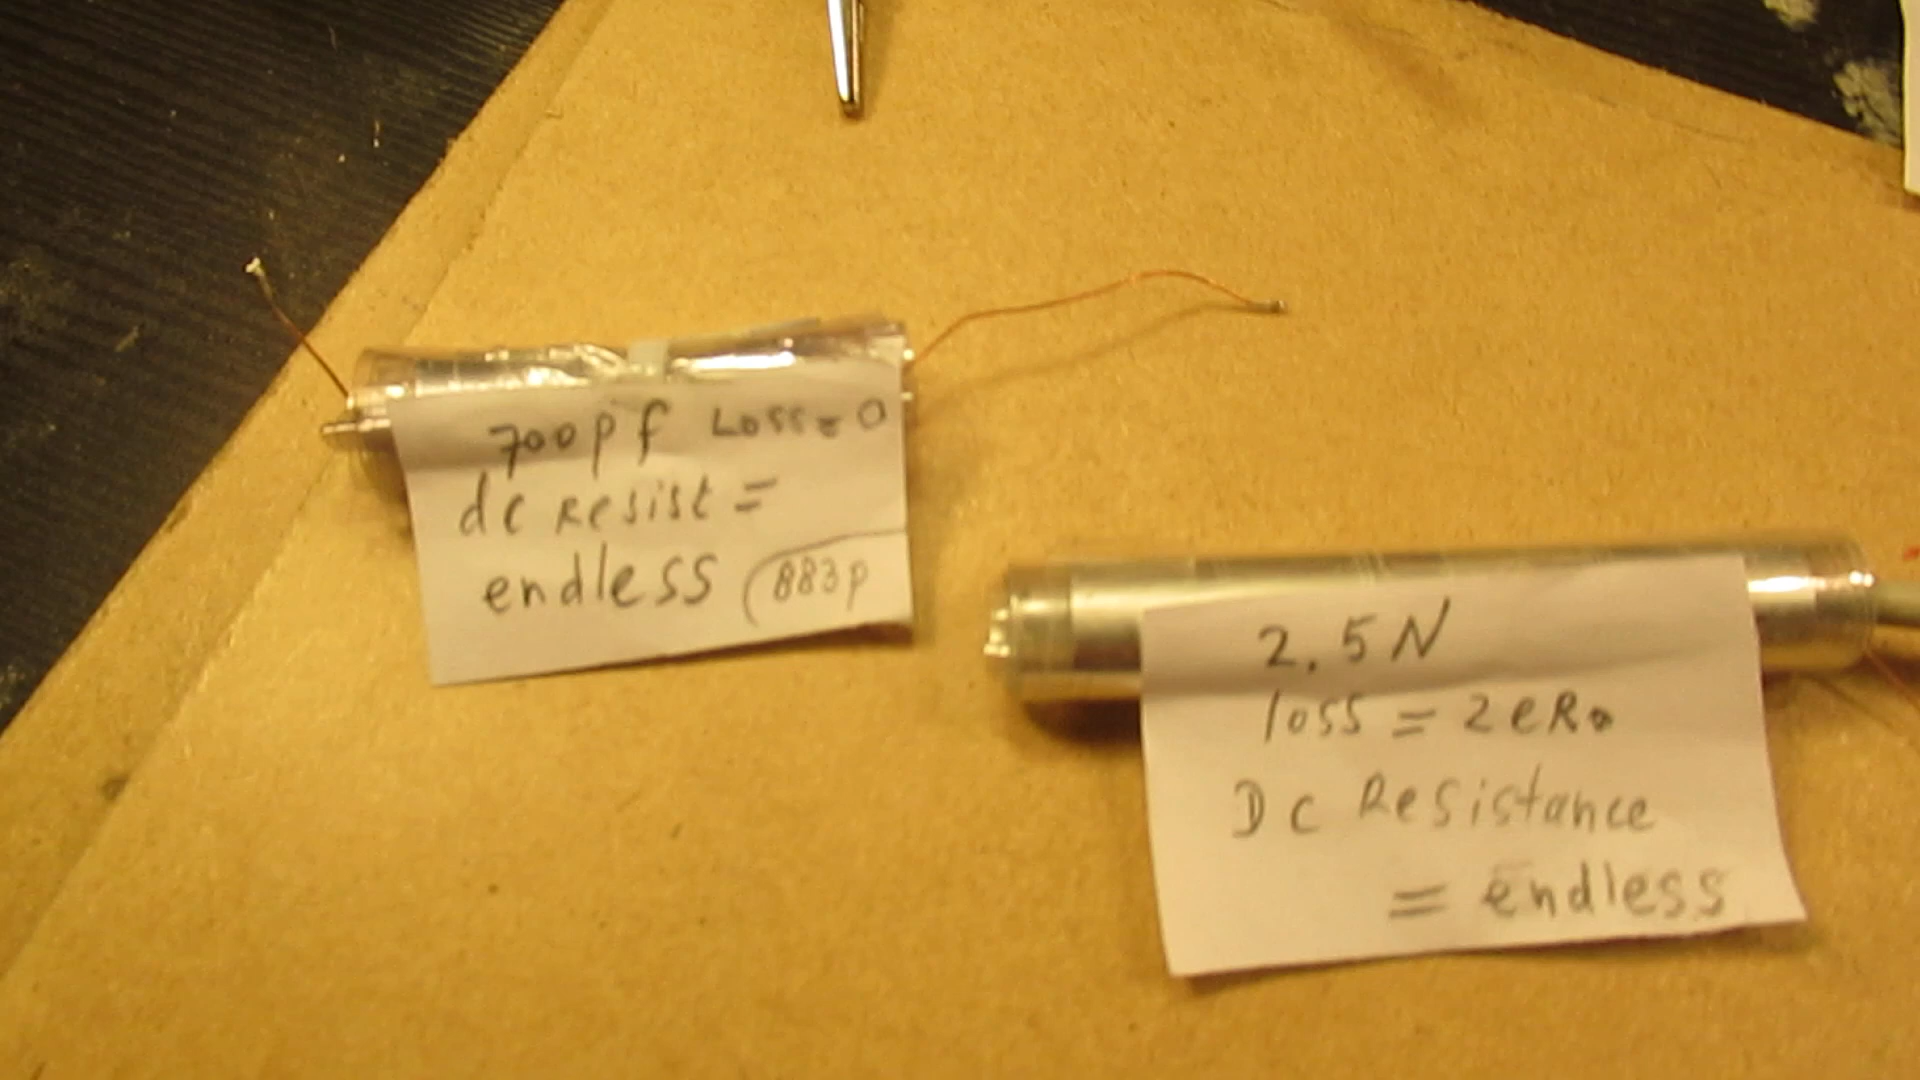 700pf Loss=0
dc Resist =
endless (883p
2.5N
loss = zeRo
DC Resistance
= endless